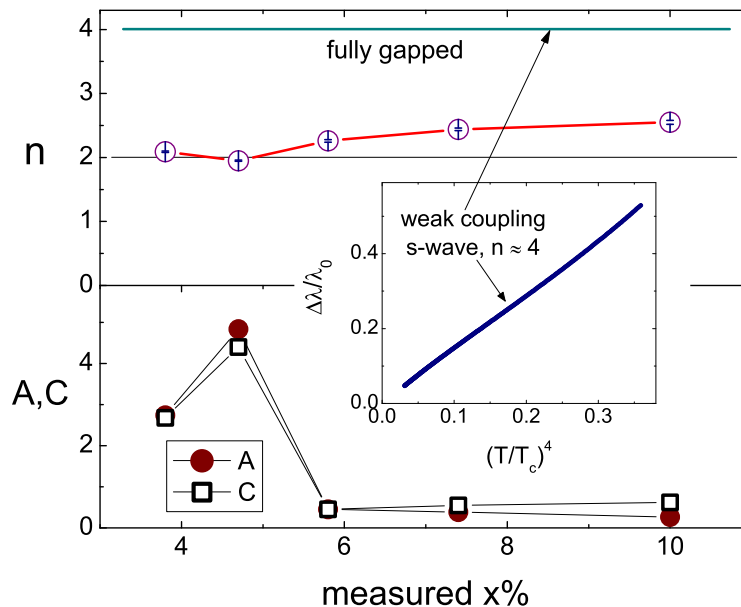 4
fully gapped
3
n
2
1
0
weak coupling
s-wave, n ≈ 4
Δλ/λ₀
0.4
0.2
0.0
0.0 0.1 0.2 0.3
(T/T_c)⁴
4
A,C
2
0
A
C
4 6 8 10
measured x%